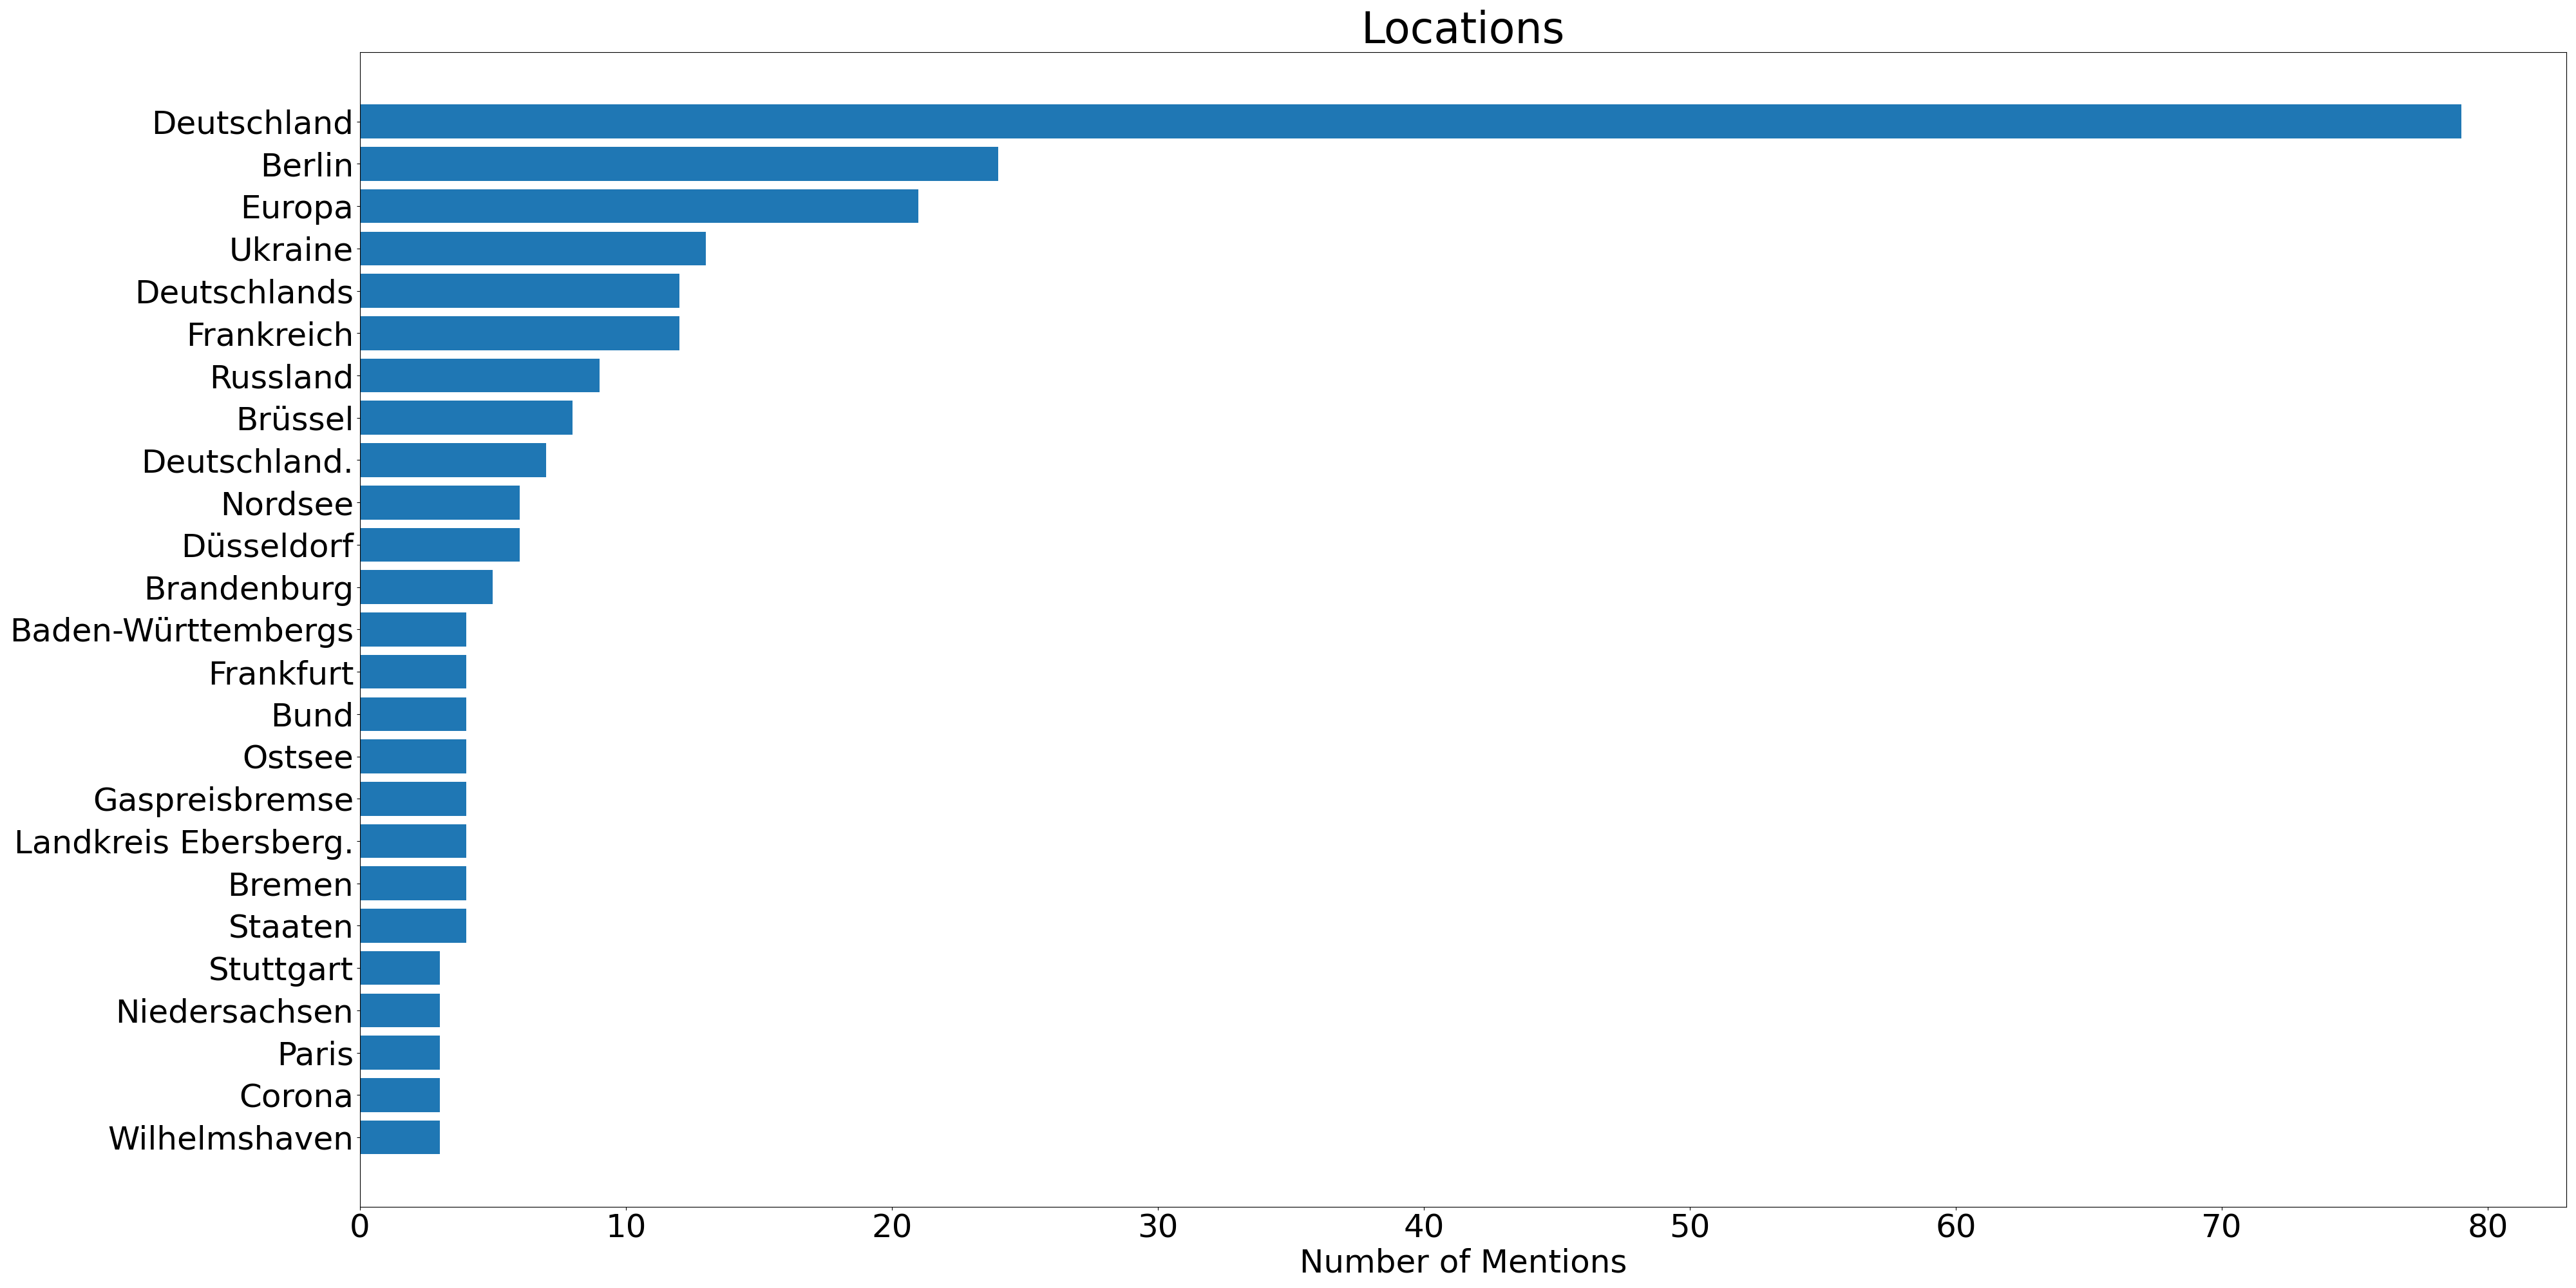 Locations
Deutschland
Berlin
Europa
Ukraine
Deutschlands
Frankreich
Russland
Brüssel
Deutschland.
Nordsee
Düsseldorf
Brandenburg
Baden-Württembergs
Frankfurt
Bund
Ostsee
Gaspreisbremse
Landkreis Ebersberg.
Bremen
Staaten
Stuttgart
Niedersachsen
Paris
Corona
Wilhelmshaven
0 10 20 30 40 50 60 70 80
Number of Mentions